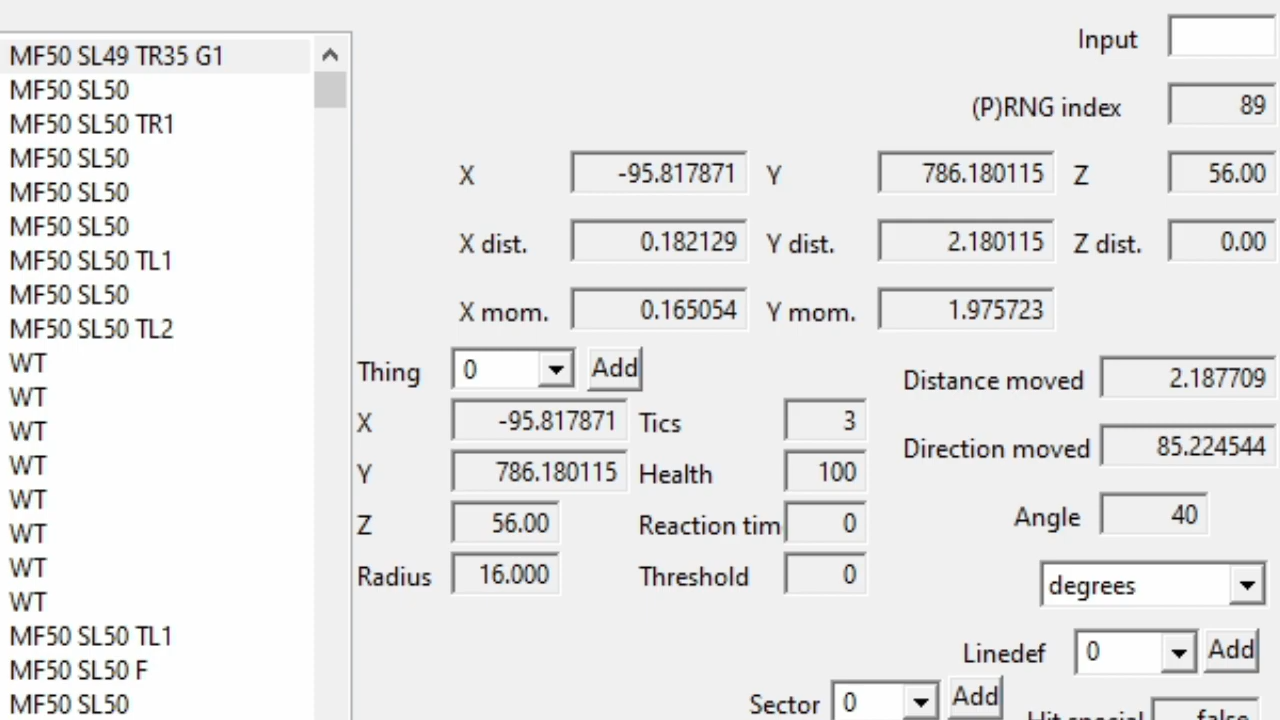 MF50 SL49 TR35 G1
MF50 SL50
MF50 SL50 TR1
MF50 SL50
MF50 SL50
MF50 SL50
MF50 SL50 TL1
MF50 SL50
MF50 SL50 TL2
WT
WT
WT
WT
WT
WT
WT
WT
MF50 SL50 TL1
MF50 SL50 F
MF50 SL50
Input
(P)RNG index 89
X -95.817871 Y 786.180115 Z 56.00
X dist. 0.182129 Y dist. 2.180115 Z dist. 0.00
X mom. 0.165054 Y mom. 1.975723
Thing 0 Add
X -95.817871 Tics 3
Y 786.180115 Health 100
Z 56.00 Reaction tim 0
Radius 16.000 Threshold 0
Distance moved 2.187709
Direction moved 85.224544
Angle 40
degrees
Linedef 0 Add
Sector 0 Add
Hit special false